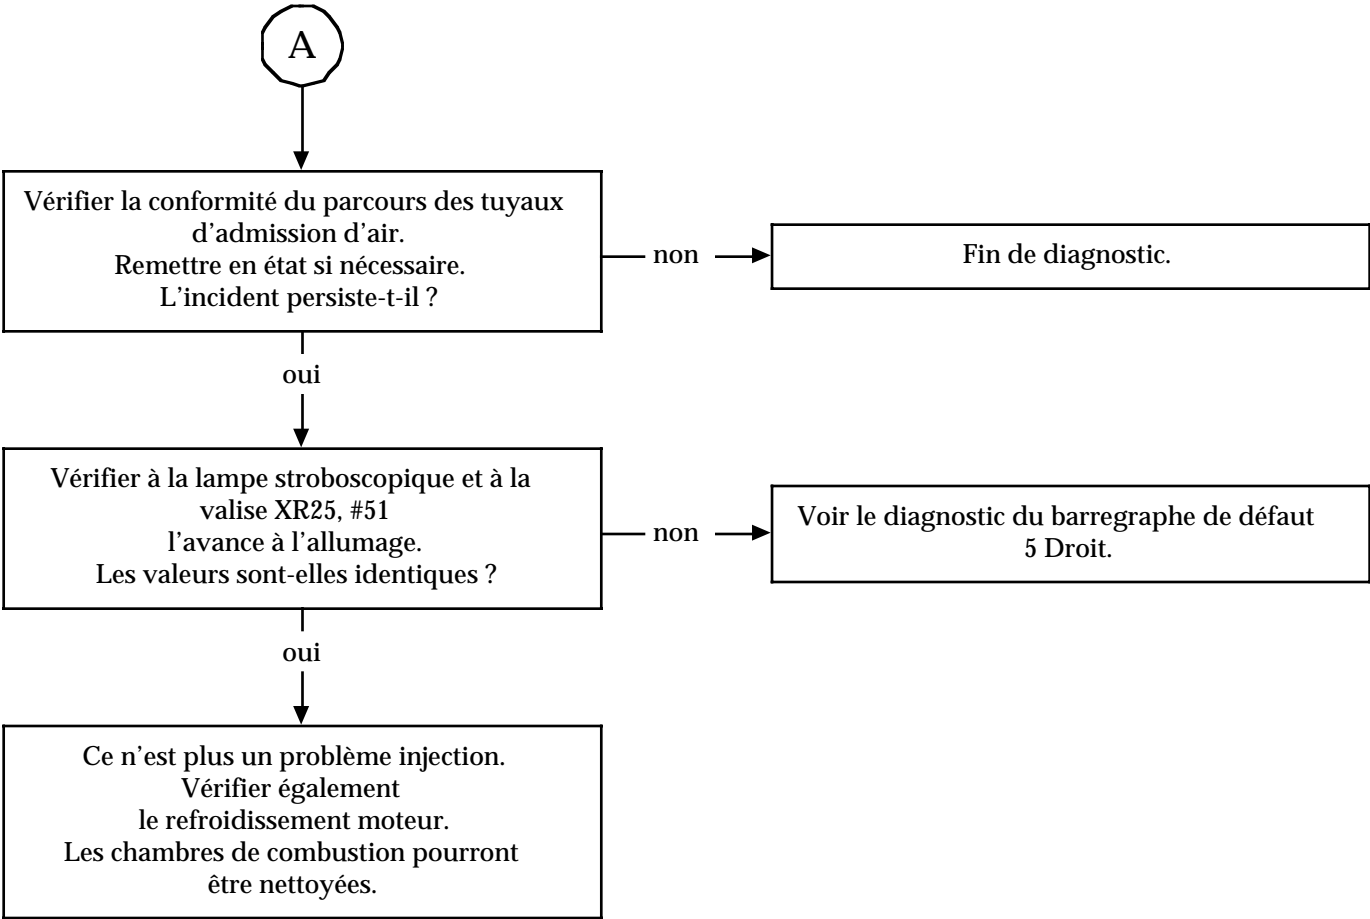 A
Vérifier la conformité du parcours des tuyaux
d’admission d’air.
Remettre en état si nécessaire.
L’incident persiste-t-il ?
non
Fin de diagnostic.
oui
Vérifier à la lampe stroboscopique et à la
valise XR25, #51
l’avance à l’allumage.
Les valeurs sont-elles identiques ?
non
Voir le diagnostic du barregraphe de défaut
5 Droit.
oui
Ce n’est plus un problème injection.
Vérifier également
le refroidissement moteur.
Les chambres de combustion pourront
être nettoyées.